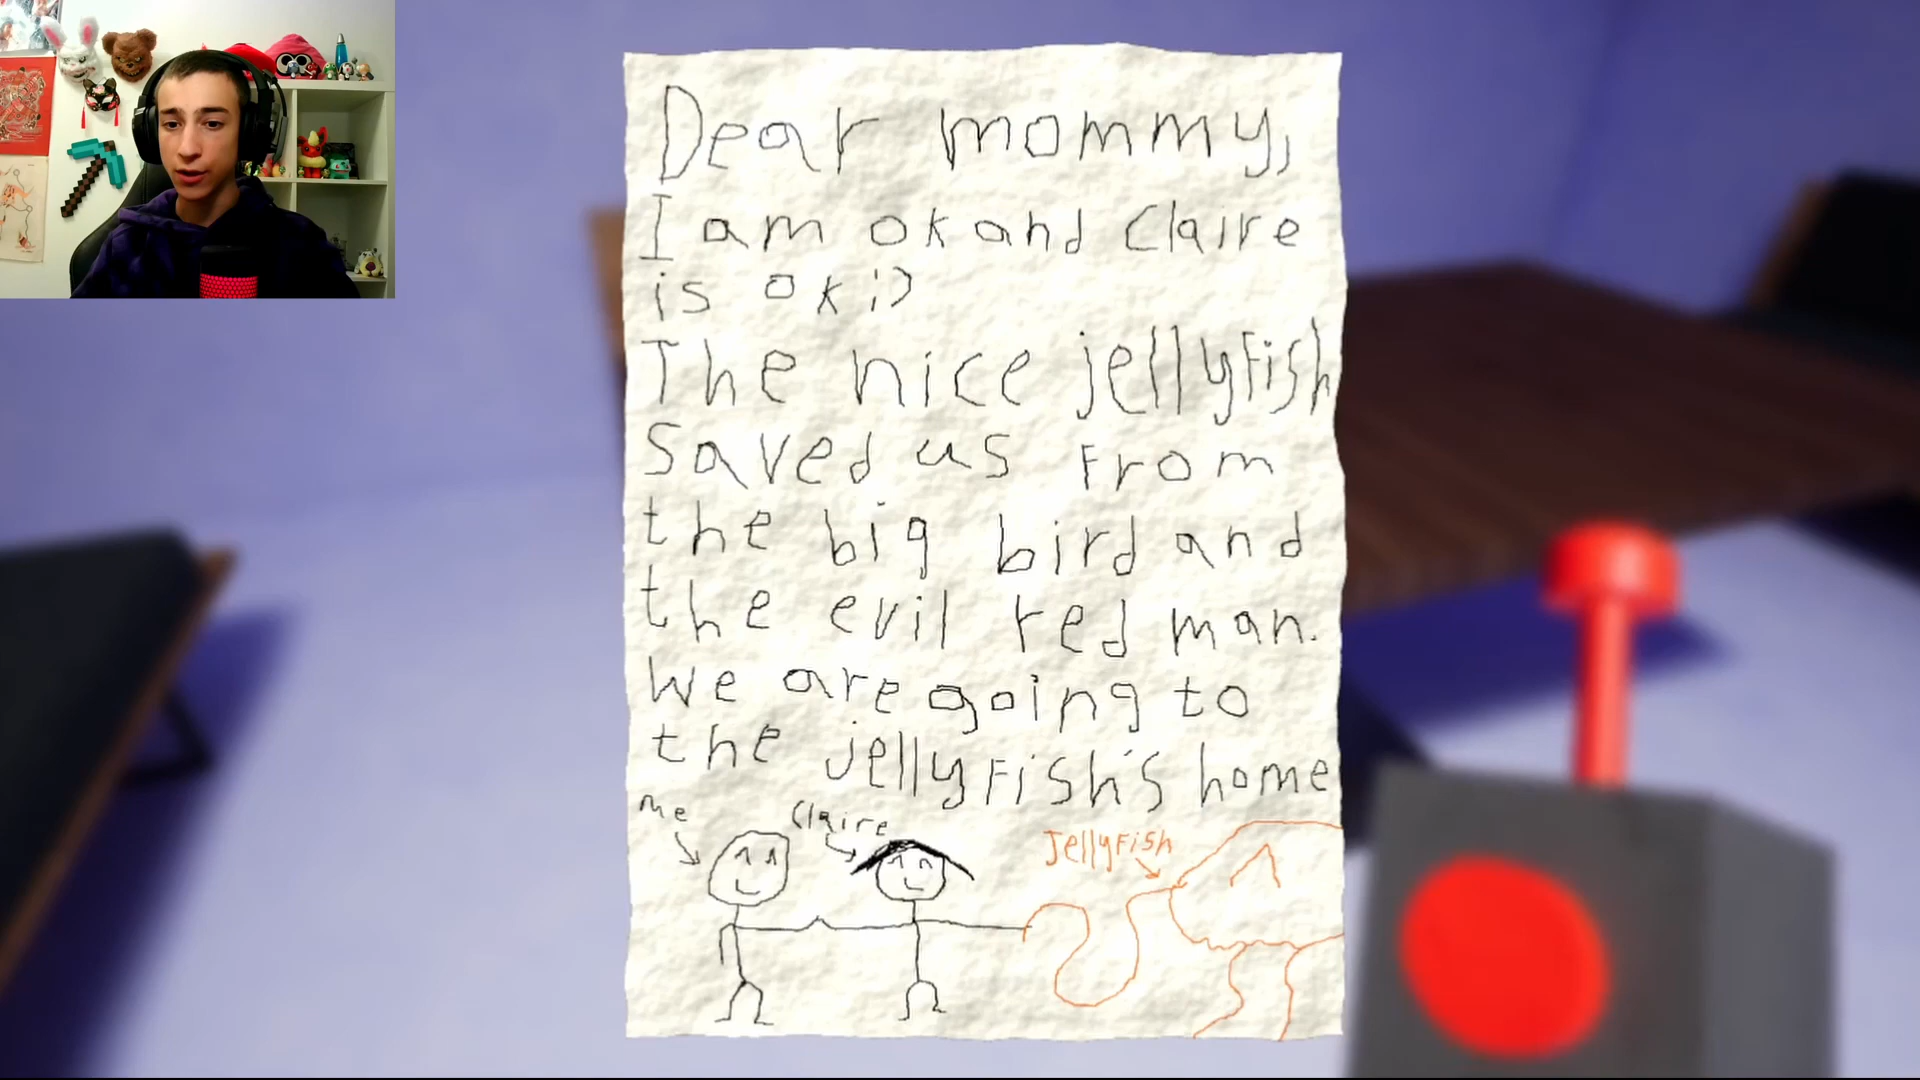 Dear mommy,
I am ok and Claire
is ok :)
The nice jellyfish
saved us from
the big bird and
the evil red man.
We are going to
the jellyfish's home
me
Claire
Jellyfish